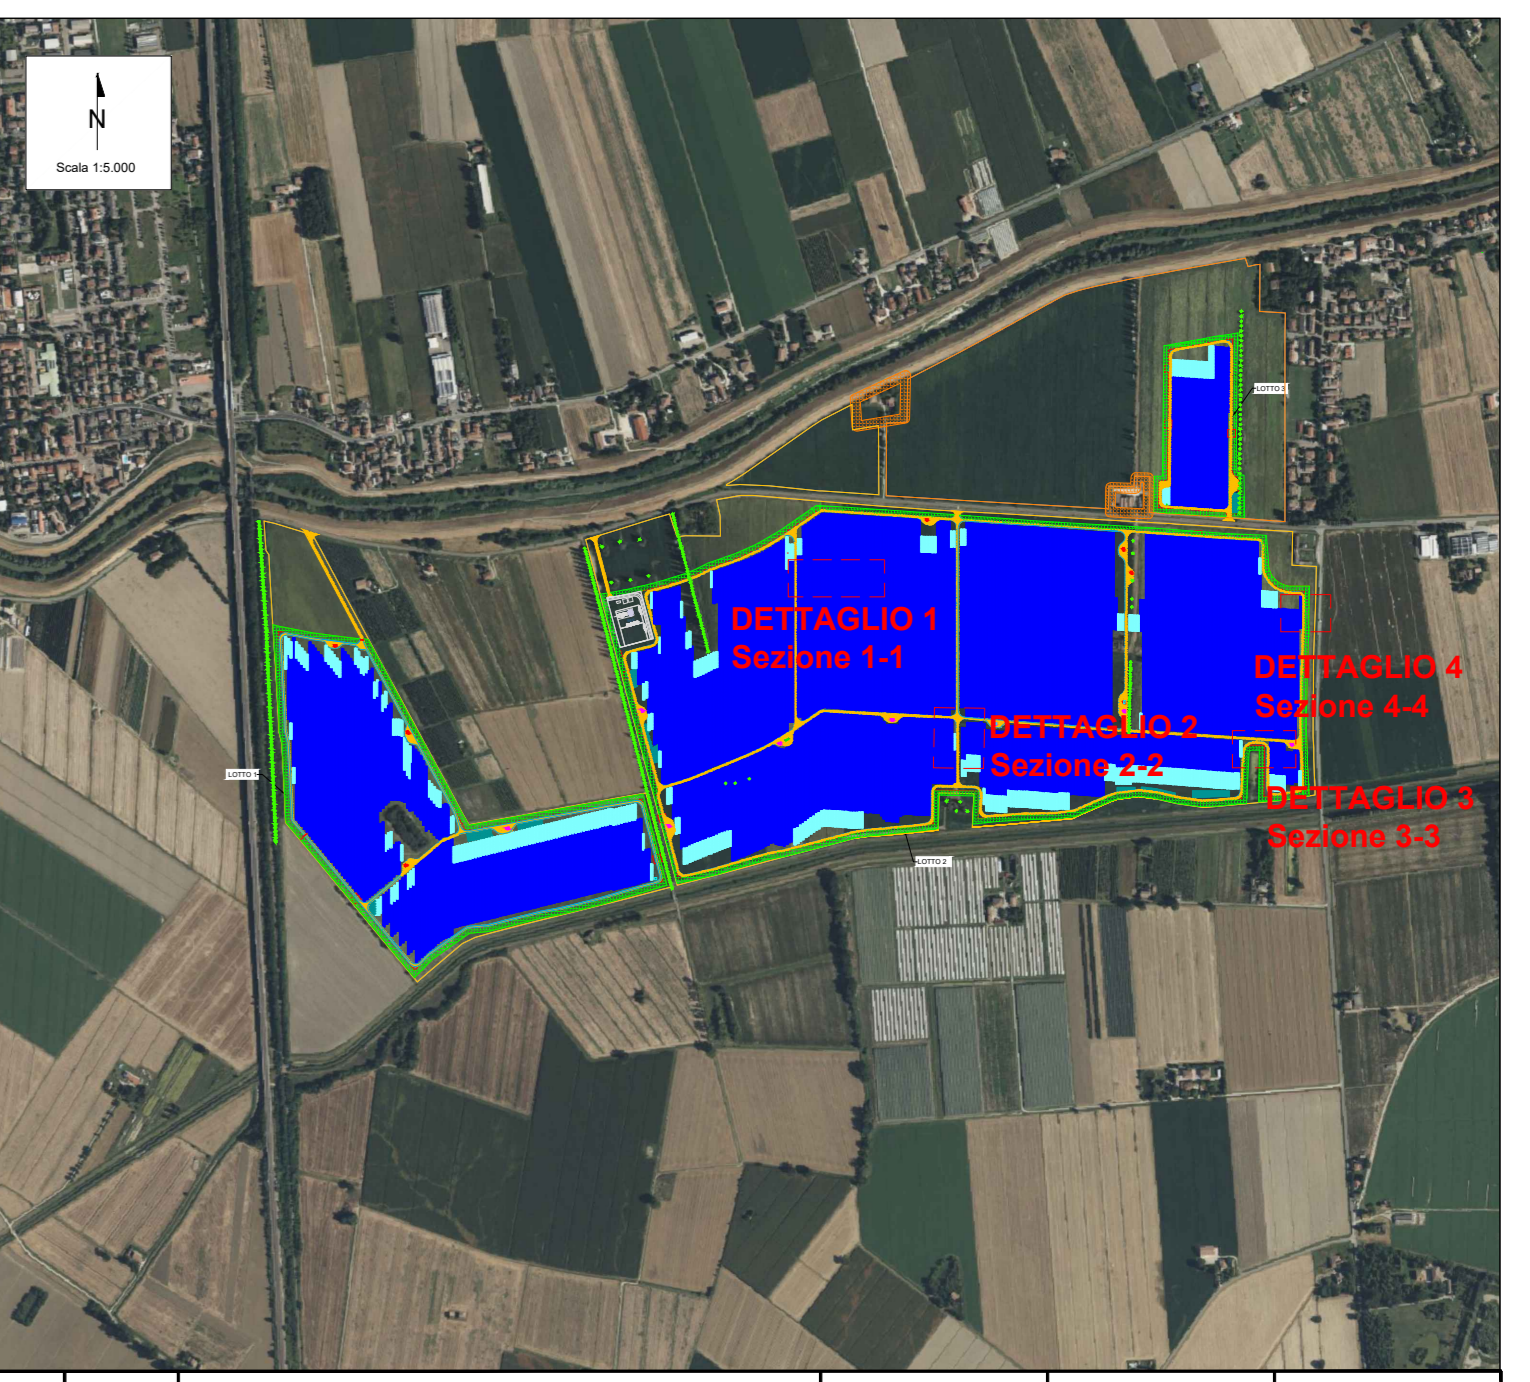 N
Scala 1:5.000
LOTTO 3
DETTAGLIO 1
Sezione 1-1
DETTAGLIO 4
Sezione 4-4
DETTAGLIO 2
Sezione 2-2
LOTTO 1
DETTAGLIO 3
Sezione 3-3
LOTTO 2